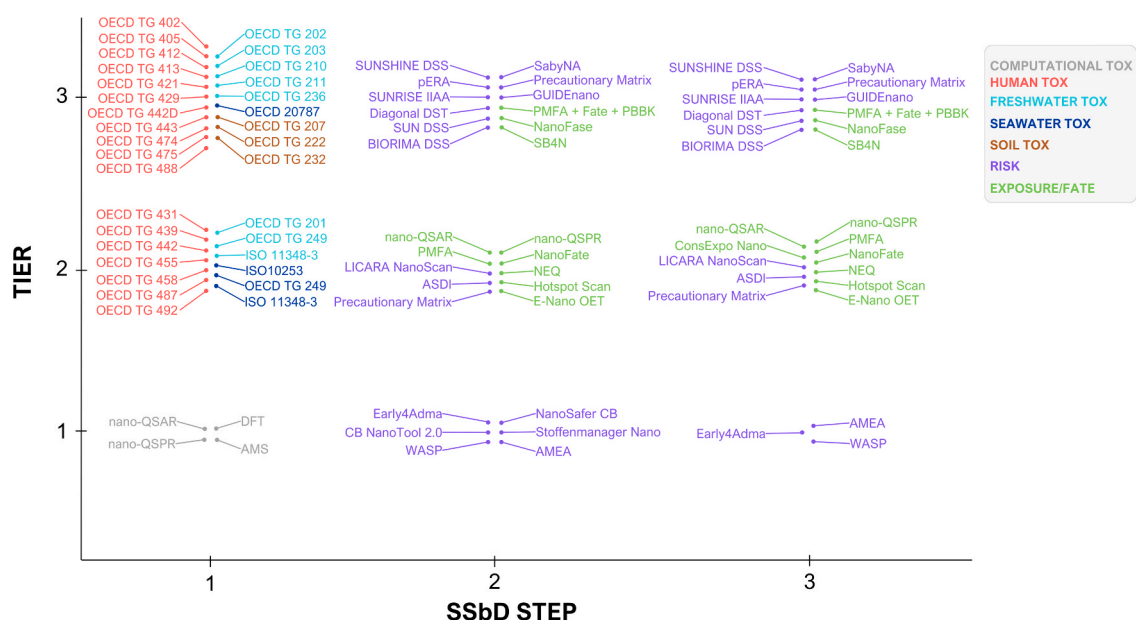 OECD TG 402
OECD TG 405
OECD TG 412
OECD TG 413
OECD TG 421
OECD TG 429
OECD TG 442D
OECD TG 443
OECD TG 474
OECD TG 475
OECD TG 488
OECD TG 202
OECD TG 203
OECD TG 210
OECD TG 211
OECD TG 236
OECD 20787
OECD TG 207
OECD TG 222
OECD TG 232
SUNSHINE DSS
pERA
SUNRISE IIAA
Diagonal DST
SUN DSS
BIORIMA DSS
SabyNA
Precautionary Matrix
GUIDEnano
PMFA + Fate + PBBK
NanoFase
SB4N
SUNSHINE DSS
pERA
SUNRISE IIAA
Diagonal DST
SUN DSS
BIORIMA DSS
SabyNA
Precautionary Matrix
GUIDEnano
PMFA + Fate + PBBK
NanoFase
SB4N
COMPUTATIONAL TOX
HUMAN TOX
FRESHWATER TOX
SEAWATER TOX
SOIL TOX
RISK
EXPOSURE/FATE
3
OECD TG 431
OECD TG 439
OECD TG 442
OECD TG 455
OECD TG 458
OECD TG 487
OECD TG 492
OECD TG 201
OECD TG 249
ISO 11348-3
ISO10253
OECD TG 249
ISO 11348-3
nano-QSAR
PMFA
LICARA NanoScan
ASDI
Precautionary Matrix
nano-QSPR
NanoFate
NEQ
Hotspot Scan
E-Nano OET
nano-QSAR
ConsExpo Nano
LICARA NanoScan
ASDI
Precautionary Matrix
nano-QSPR
PMFA
NanoFate
NEQ
Hotspot Scan
E-Nano OET
TIER
2
nano-QSAR
nano-QSPR
DFT
AMS
Early4Adma
CB NanoTool 2.0
WASP
NanoSafer CB
Stoffenmanager Nano
AMEA
Early4Adma
AMEA
WASP
1
1
2
3
SSbD STEP